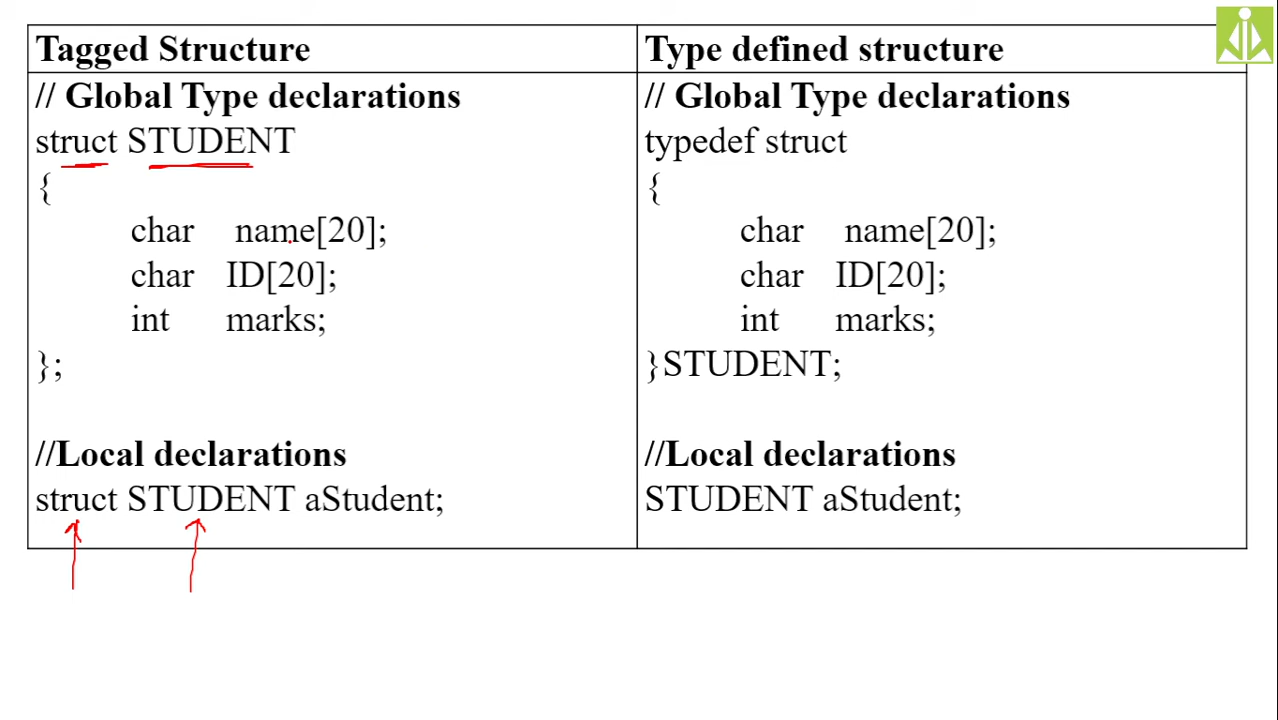 Tagged Structure
// Global Type declarations
struct STUDENT
{
char name[20];
char ID[20];
int marks;
};
//Local declarations
struct STUDENT aStudent;
Type defined structure
// Global Type declarations
typedef struct
{
char name[20];
char ID[20];
int marks;
}STUDENT;
//Local declarations
STUDENT aStudent;